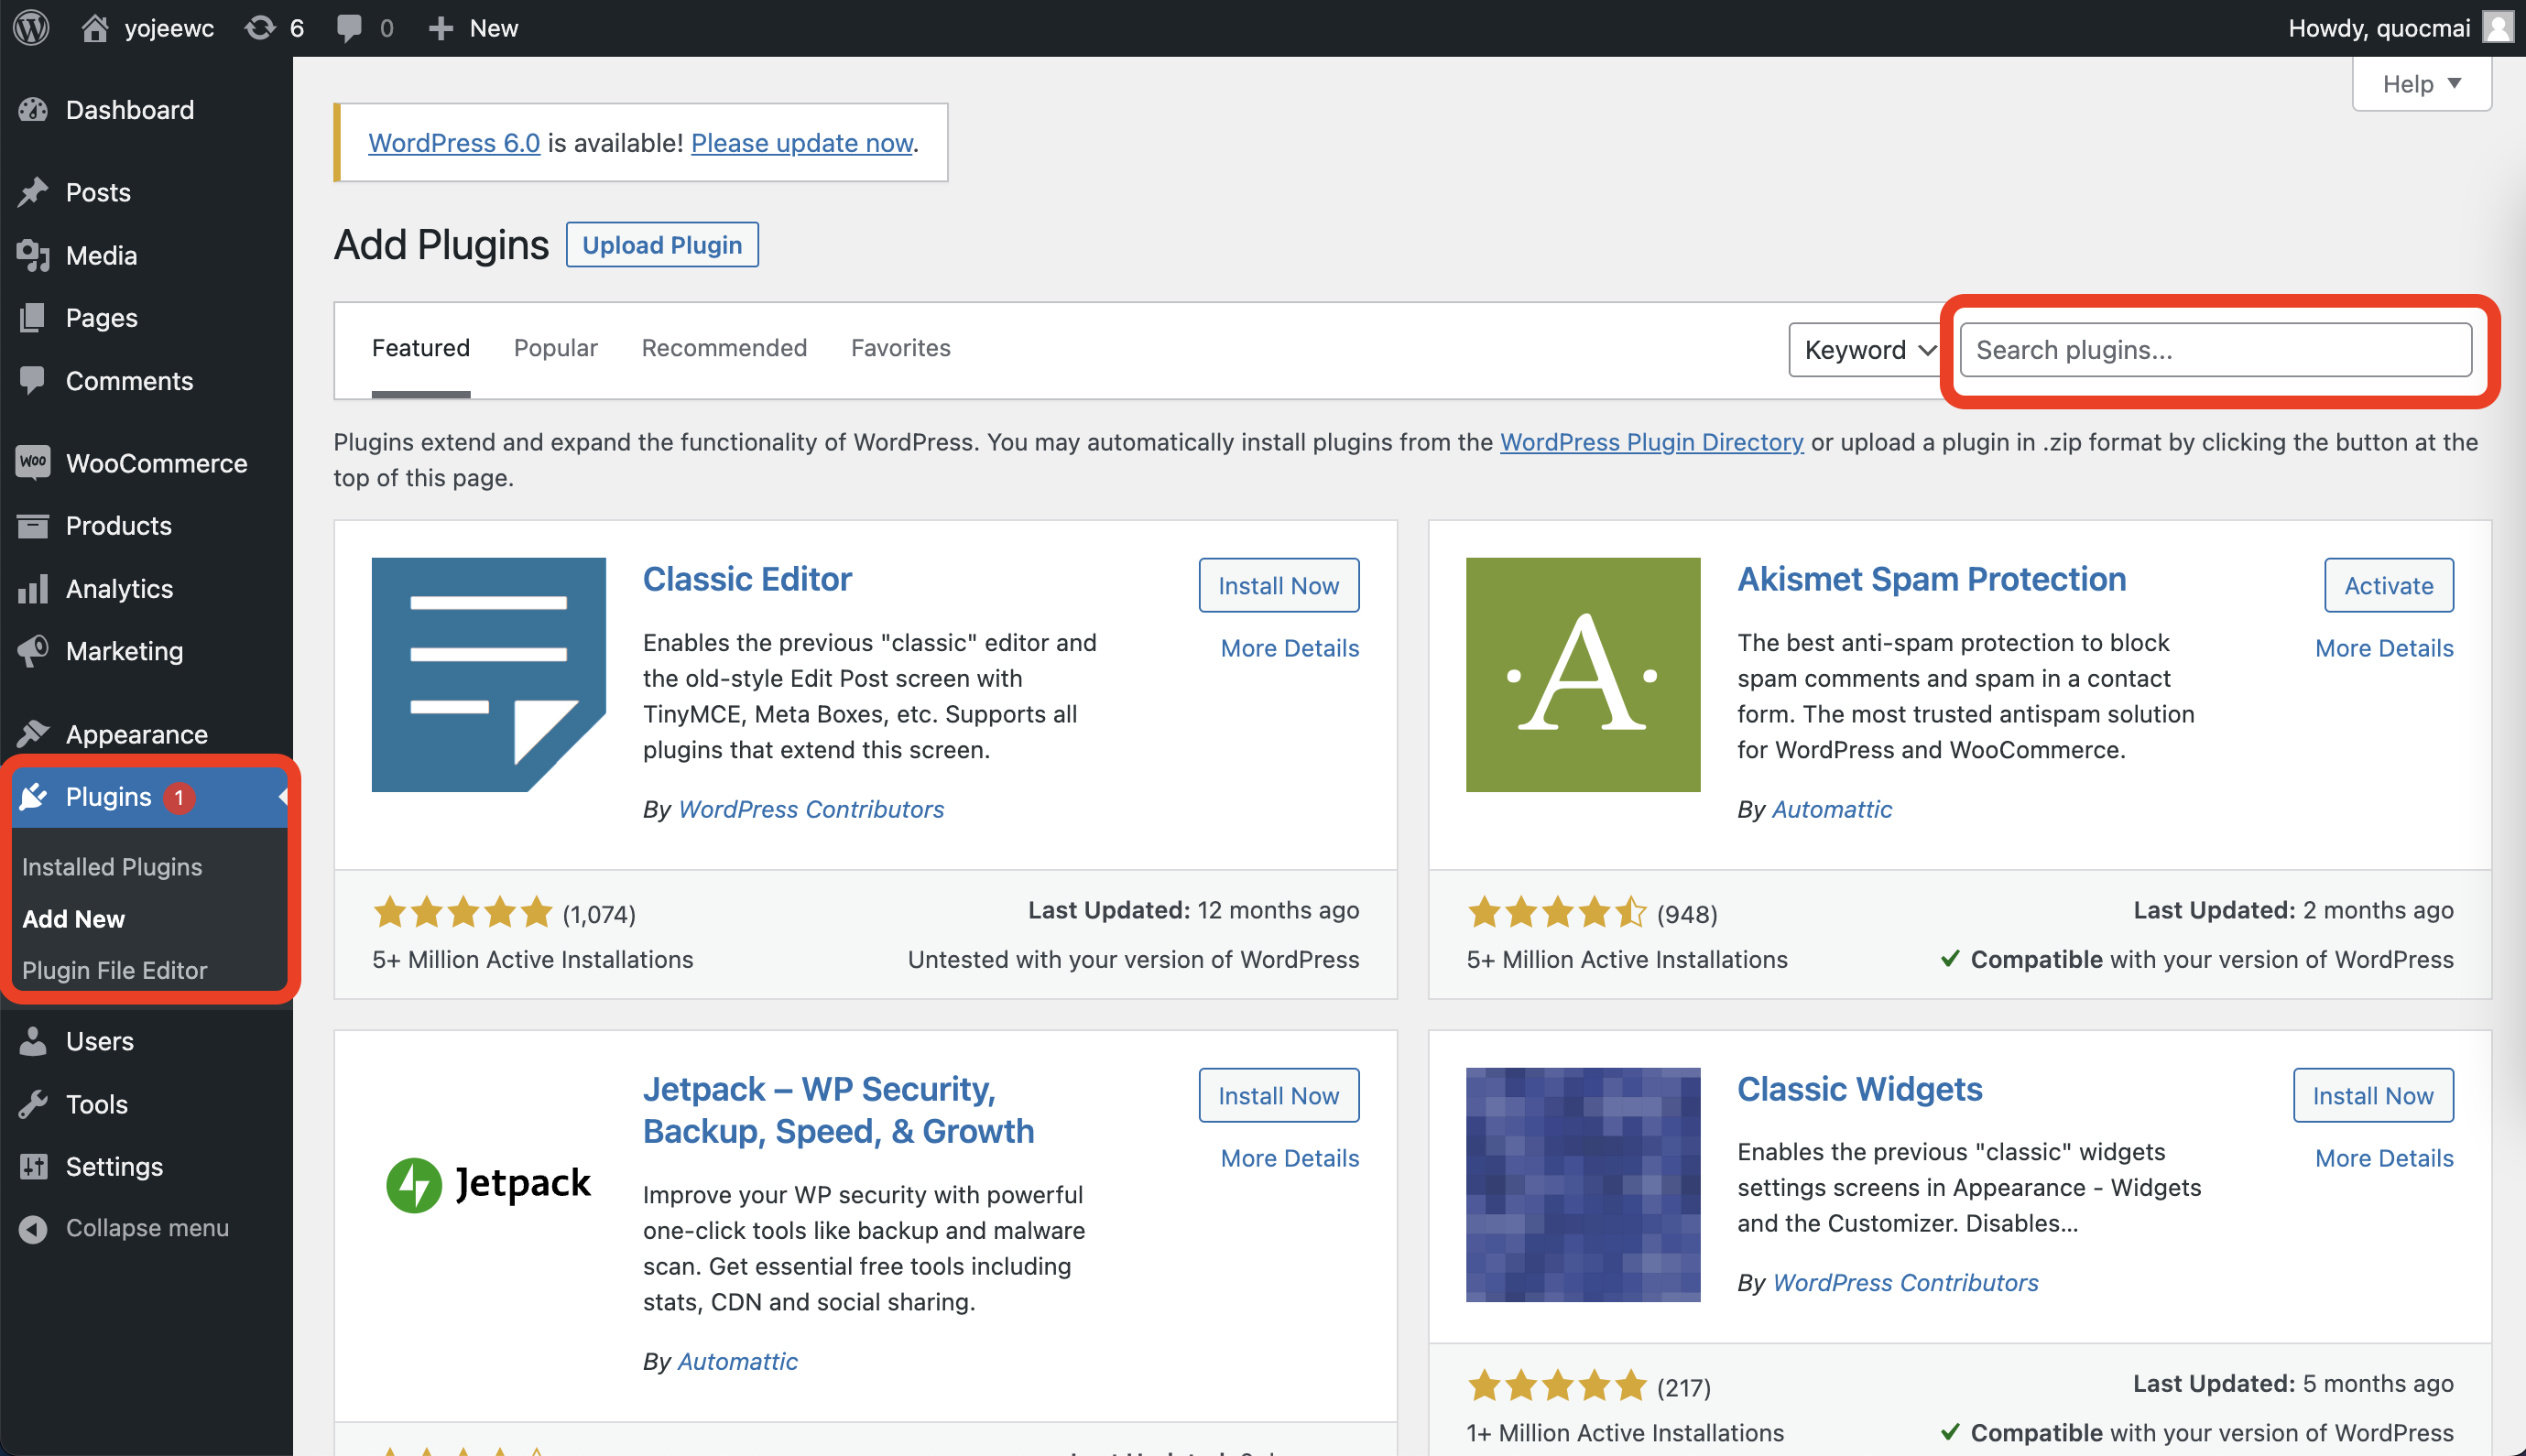 yojeewc 6 0 New
Howdy, quocmai
Help
Dashboard
Posts
Media
Pages
Comments
Woo WooCommerce
Products
Analytics
Marketing
Appearance
Plugins 1
Installed Plugins
Add New
Plugin File Editor
Users
Tools
Settings
Collapse menu
WordPress 6.0 is available! Please update now.
Add Plugins Upload Plugin
Featured Popular Recommended Favorites Keyword Search plugins...
Plugins extend and expand the functionality of WordPress. You may automatically install plugins from the WordPress Plugin Directory or upload a plugin in .zip format by clicking the button at the
top of this page.
Classic Editor
Install Now
More Details
Enables the previous "classic" editor and
the old-style Edit Post screen with
TinyMCE, Meta Boxes, etc. Supports all
plugins that extend this screen.
By WordPress Contributors
(1,074)
Last Updated: 12 months ago
5+ Million Active Installations
Untested with your version of WordPress
·A·
Akismet Spam Protection
Activate
More Details
The best anti-spam protection to block
spam comments and spam in a contact
form. The most trusted antispam solution
for WordPress and WooCommerce.
By Automattic
(948)
Last Updated: 2 months ago
5+ Million Active Installations
Compatible with your version of WordPress
Jetpack
Jetpack – WP Security,
Backup, Speed, & Growth
Install Now
More Details
Improve your WP security with powerful
one-click tools like backup and malware
scan. Get essential free tools including
stats, CDN and social sharing.
By Automattic
Classic Widgets
Install Now
More Details
Enables the previous "classic" widgets
settings screens in Appearance - Widgets
and the Customizer. Disables...
By WordPress Contributors
(217)
Last Updated: 5 months ago
1+ Million Active Installations
Compatible with your version of WordPress